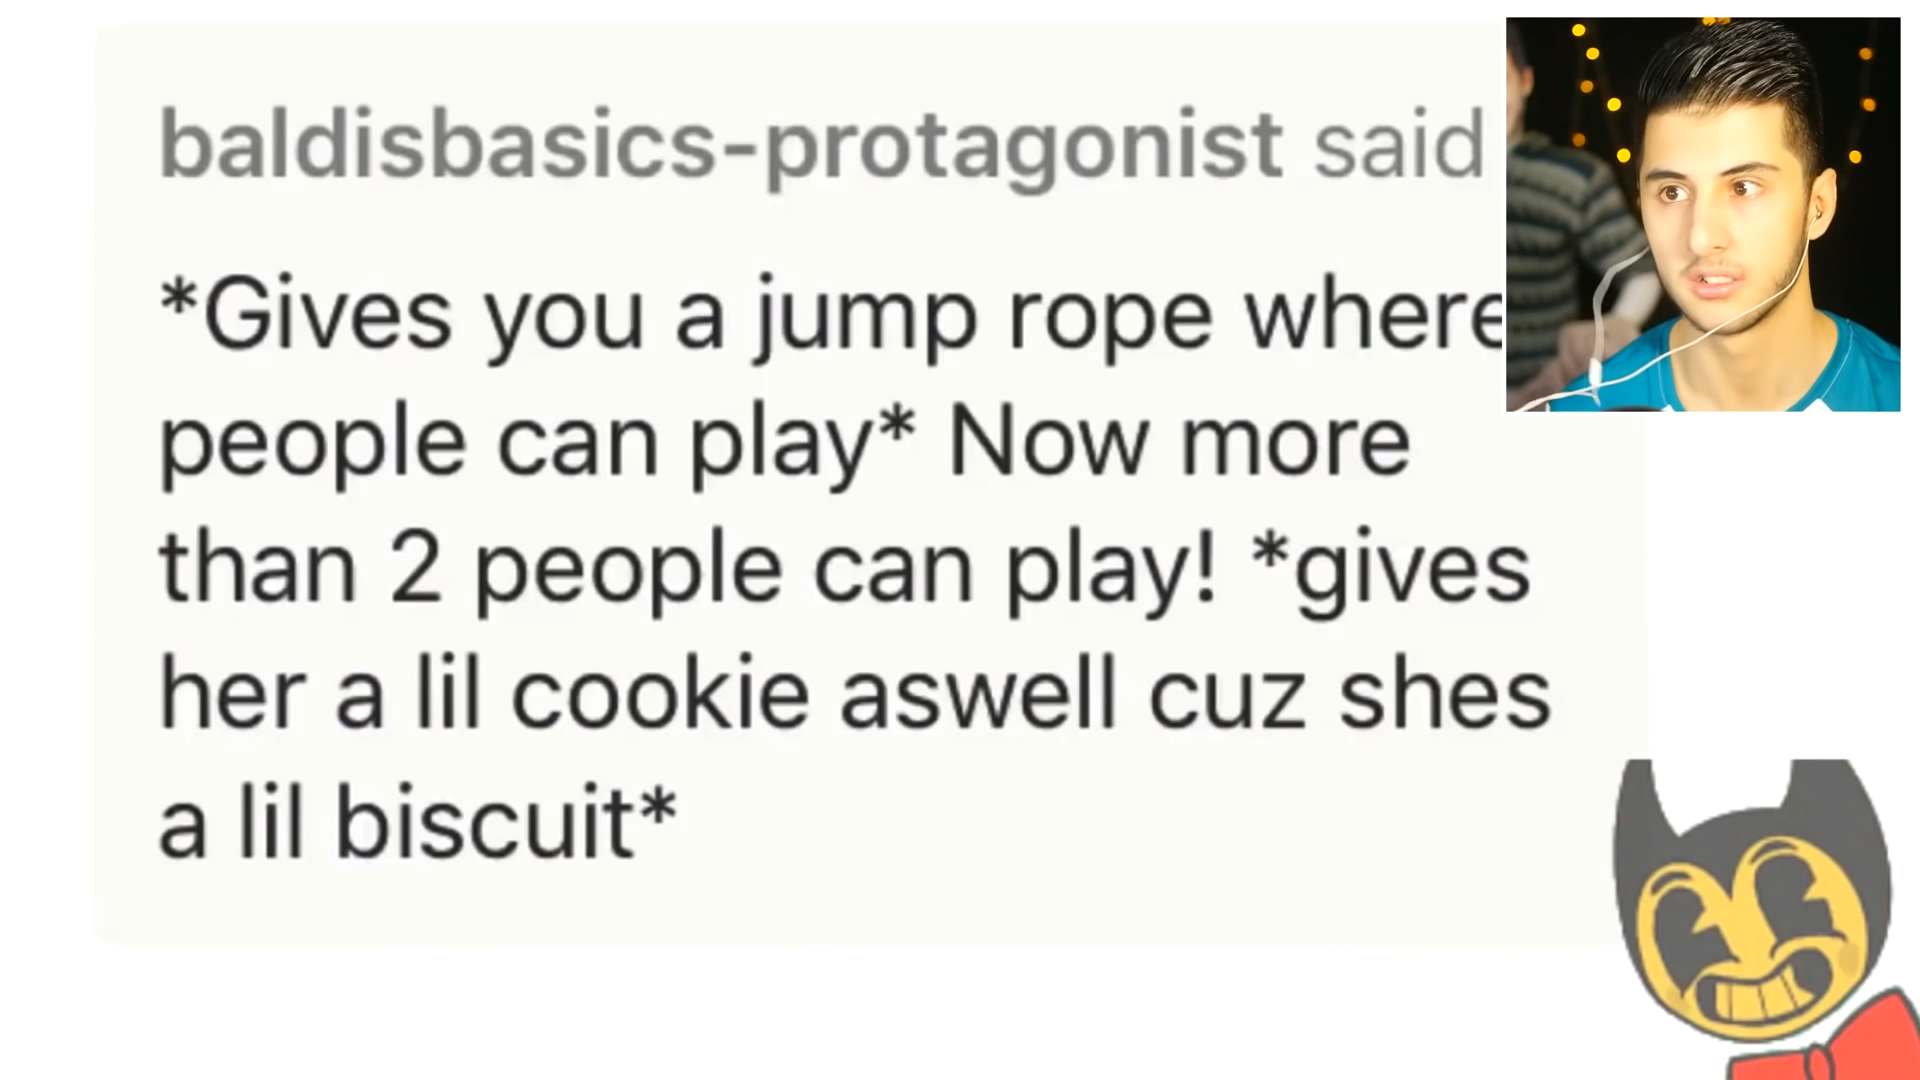 baldisbasics-protagonist said
*Gives you a jump rope where
people can play* Now more
than 2 people can play! *gives
her a lil cookie aswell cuz shes
a lil biscuit*